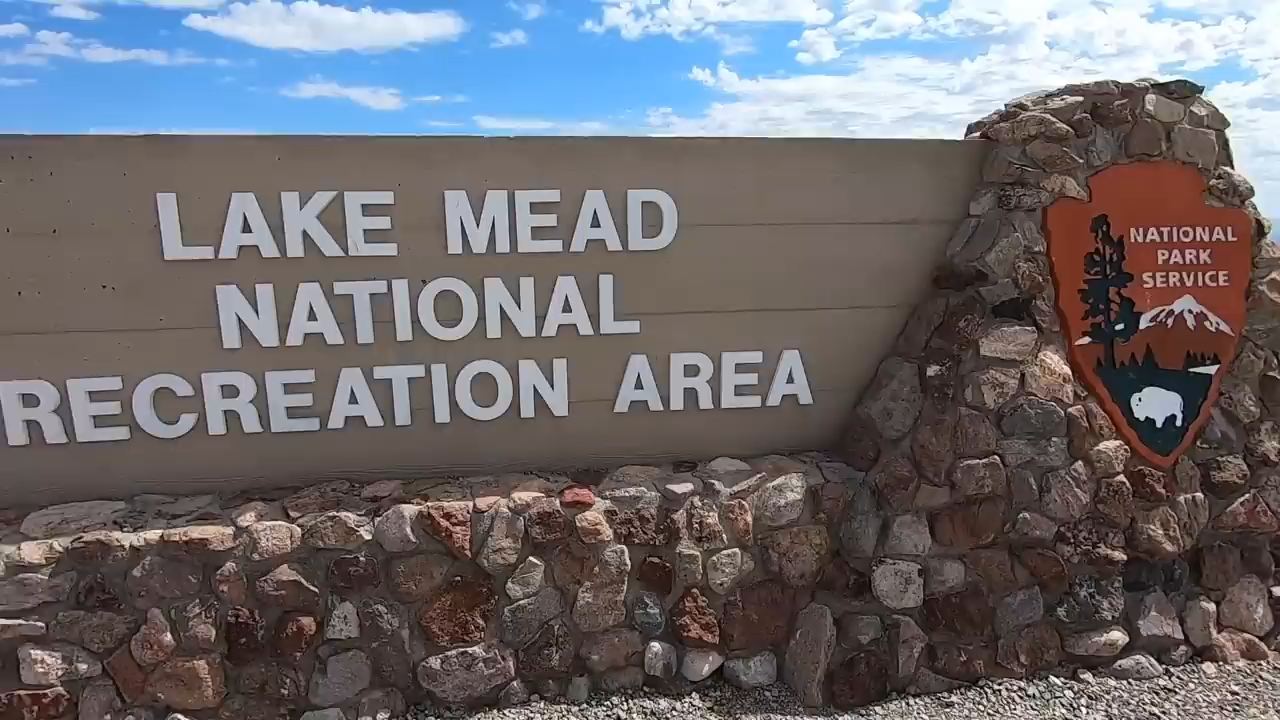 LAKE MEAD
NATIONAL
RECREATION AREA
NATIONAL
PARK
SERVICE